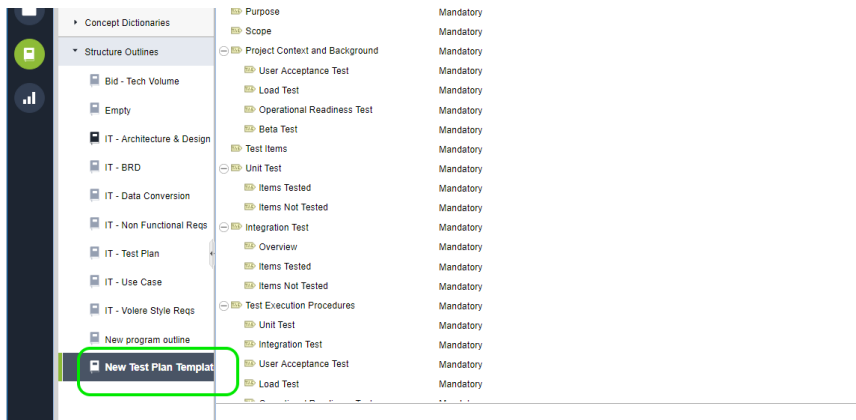 Concept Dictionaries
Structure Outlines
Bid - Tech Volume
Empty
IT - Architecture & Design
IT - BRD
IT - Data Conversion
IT - Non Functional Reqs
IT - Test Plan
IT - Use Case
IT - Volere Style Reqs
New program outline
New Test Plan Templat
Purpose Mandatory
Scope Mandatory
Project Context and Background Mandatory
User Acceptance Test Mandatory
Load Test Mandatory
Operational Readiness Test Mandatory
Beta Test Mandatory
Test Items Mandatory
Unit Test Mandatory
Items Tested Mandatory
Items Not Tested Mandatory
Integration Test Mandatory
Overview Mandatory
Items Tested Mandatory
Items Not Tested Mandatory
Test Execution Procedures Mandatory
Unit Test Mandatory
Integration Test Mandatory
User Acceptance Test Mandatory
Load Test Mandatory